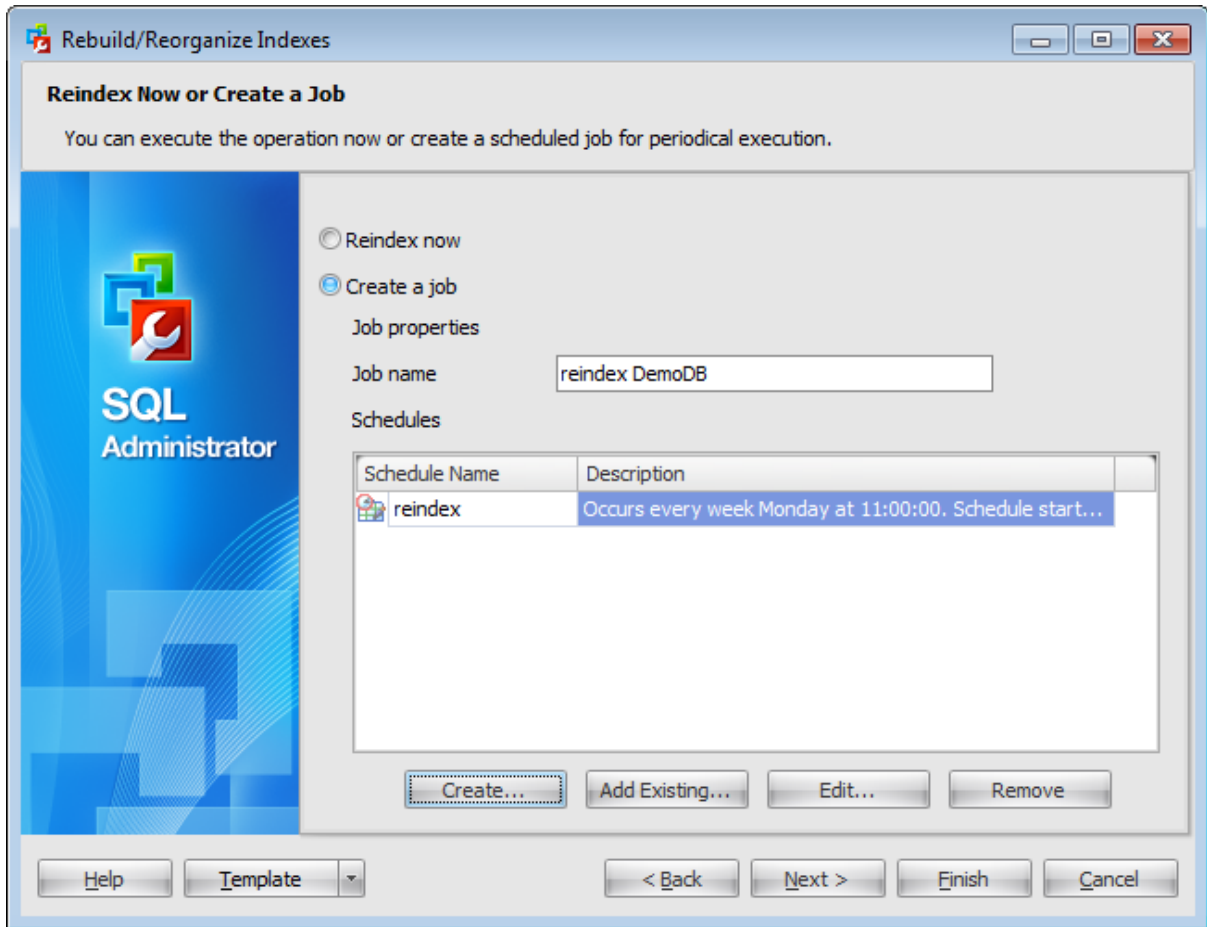 Rebuild/Reorganize Indexes
Reindex Now or Create a Job
You can execute the operation now or create a scheduled job for periodical execution.
SQL
Administrator
Reindex now
Create a job
Job properties
Job name
reindex DemoDB
Schedules
Schedule Name Description
reindex Occurs every week Monday at 11:00:00. Schedule start...
Create... Add Existing... Edit... Remove
Help Template < Back Next > Finish Cancel